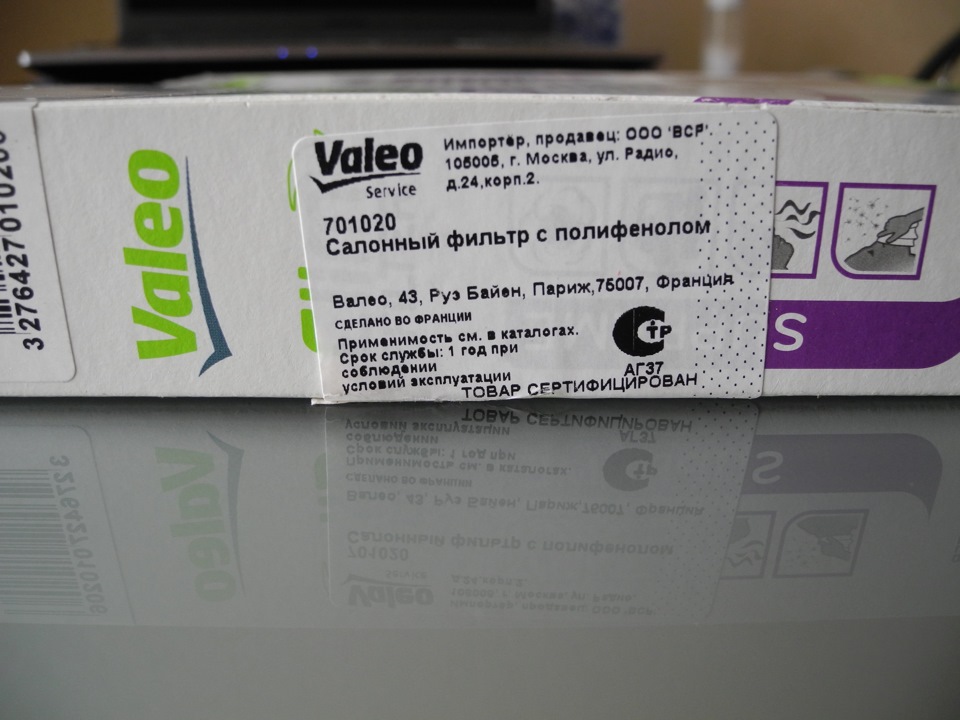 Valeo
Service
Импортёр, продавец: ООО 'ВСР'.
105005, г. Москва, ул. Радио,
д.24,корп.2.
701020
Салонный фильтр с полифенолом
Валео, 43, Руэ Байен, Париж,75007, Франция
СДЕЛАНО ВО ФРАНЦИИ
Применимость см. в каталогах.
Срок службы: 1 год при
соблюдении
условий эксплуатации
АГ37
ТОВАР СЕРТИФИЦИРОВАН
Valeo
3 276427 010206
S